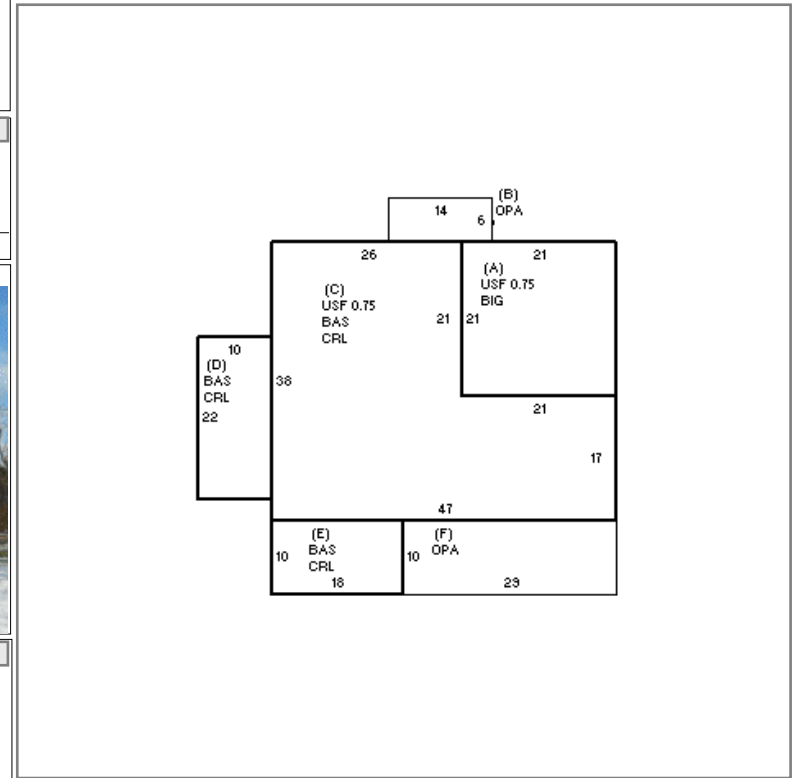 (B)
OPA
14
6
26
21
(A)
USF 0.75
BIG
(C)
USF 0.75
BAS
CRL
21
21
10
(D)
BAS
CRL
22
38
21
17
47
(E)
BAS
CRL
10
18
(F)
OPA
10
29